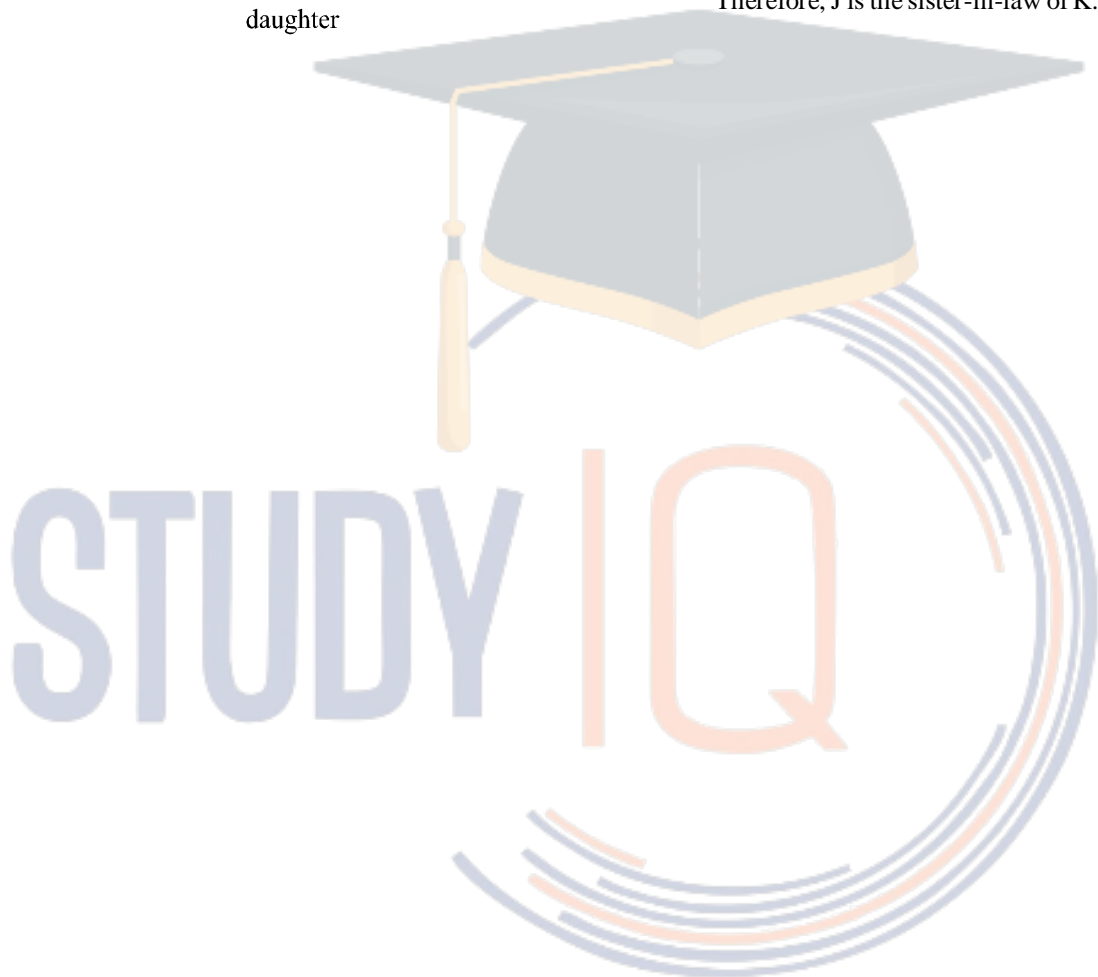 daughter
Therefore, J is the sister-in-law of K.
STUDY IQ